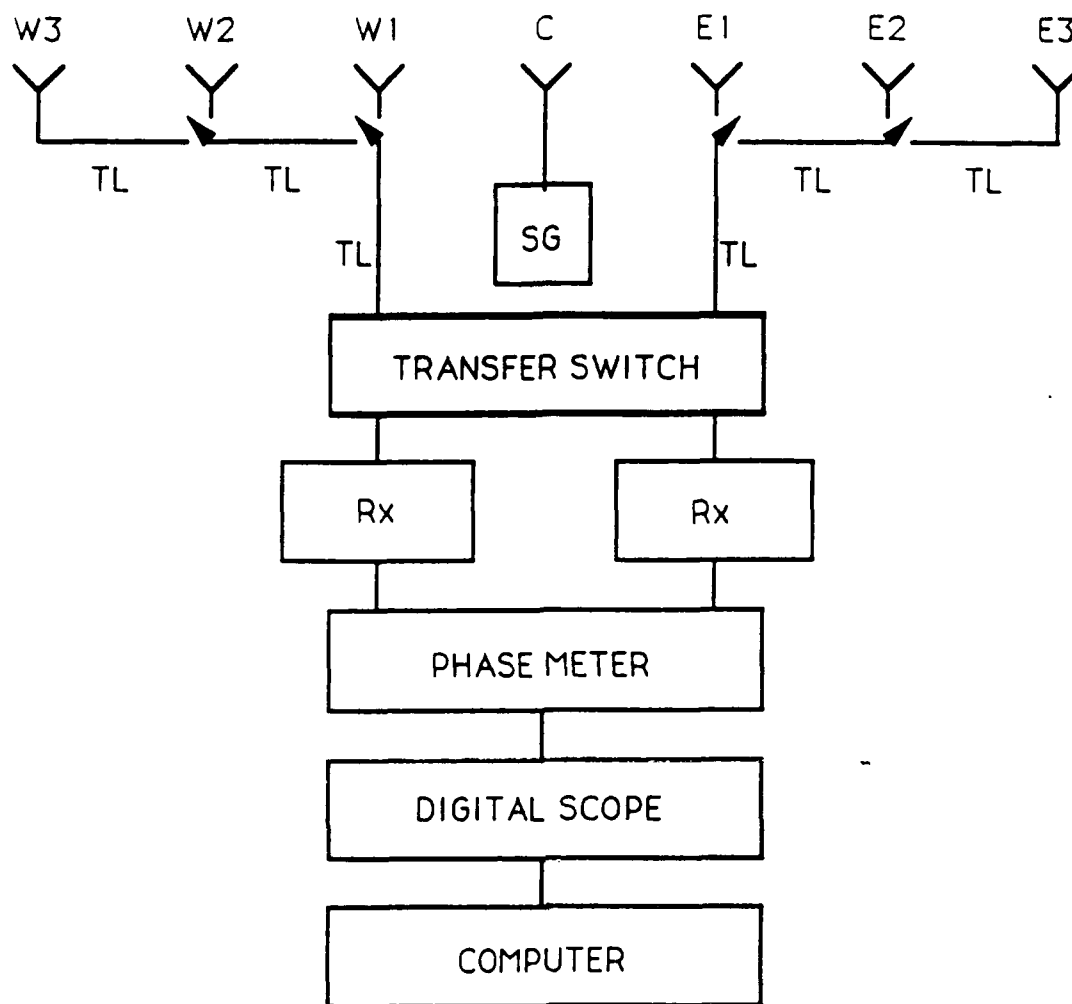 W3 W2 W1 C E1 E2 E3
TL TL TL TL
SG
TL TL
TRANSFER SWITCH
Rx Rx
PHASE METER
DIGITAL SCOPE
COMPUTER